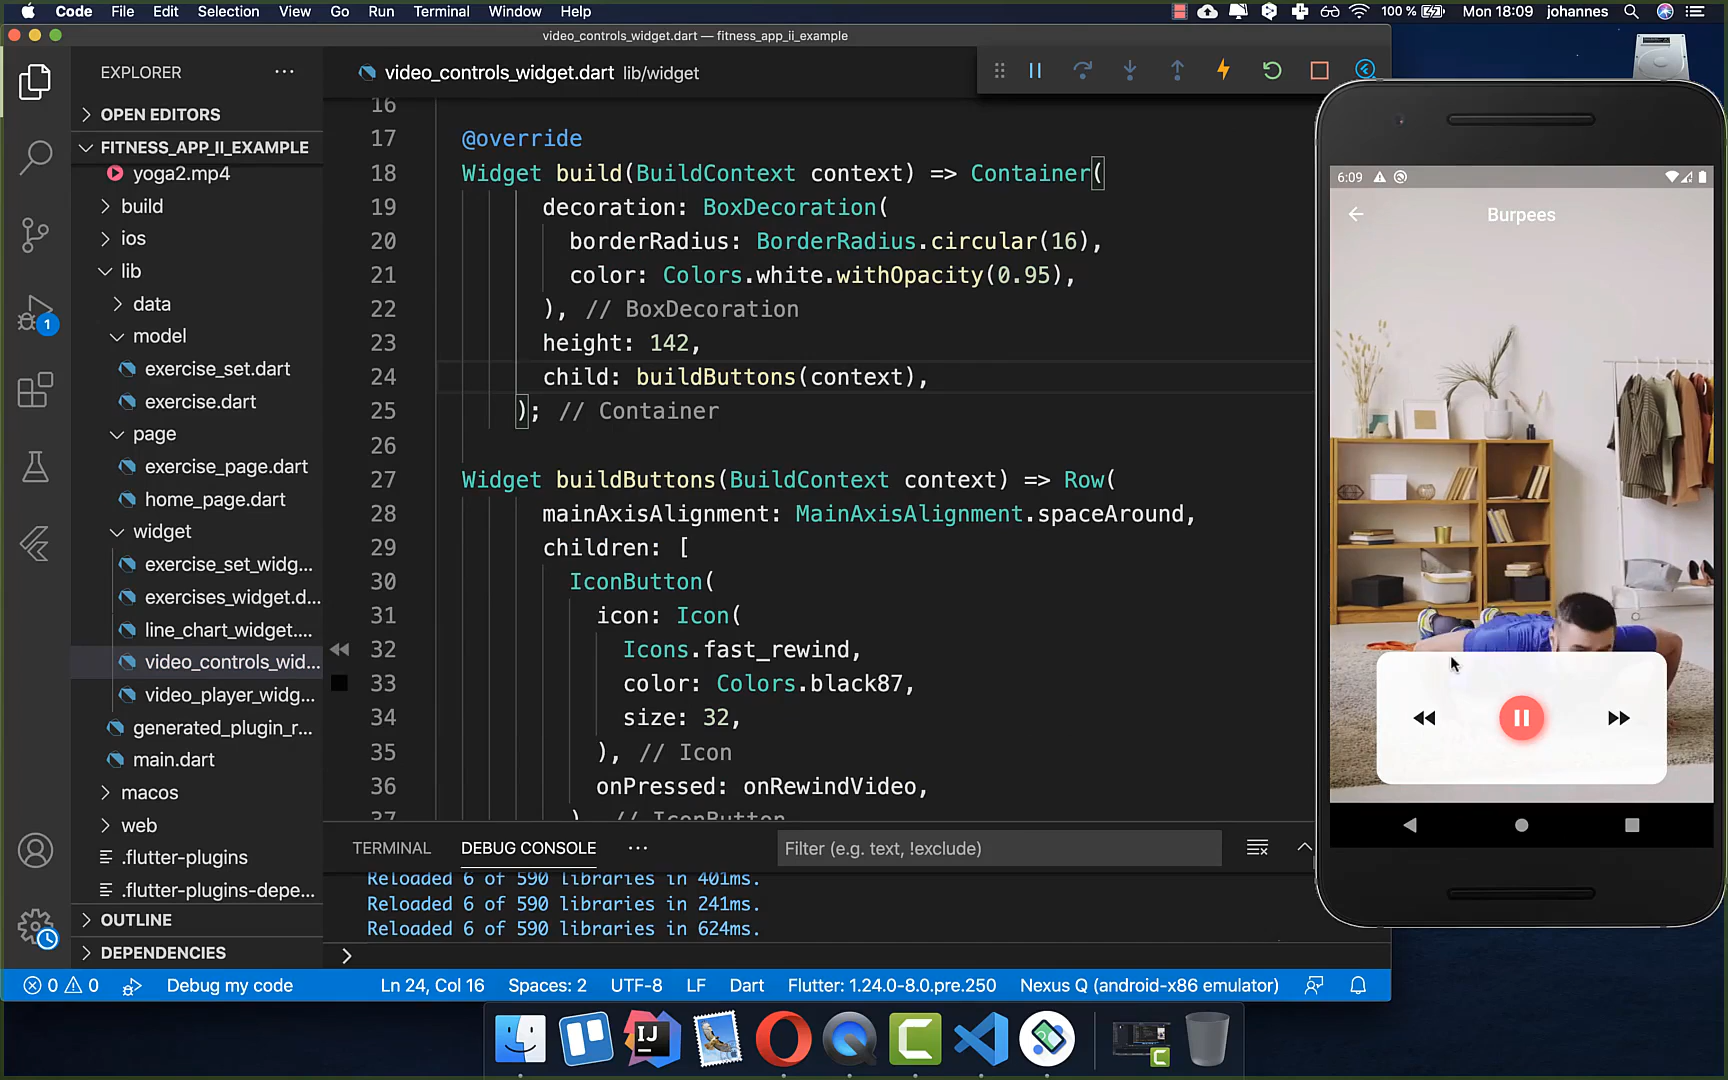 Code File Edit Selection View Go Run Terminal Window Help 100 % Mon 18:09 johannes
video_controls_widget.dart — fitness_app_ii_example
EXPLORER
OPEN EDITORS
FITNESS_APP_II_EXAMPLE
yoga2.mp4
build
ios
lib
data
model
exercise_set.dart
exercise.dart
page
exercise_page.dart
home_page.dart
widget
exercise_set_widg...
exercises_widget.d...
line_chart_widget....
video_controls_wid...
video_player_widg...
generated_plugin_r...
main.dart
macos
web
.flutter-plugins
.flutter-plugins-depe...
OUTLINE
DEPENDENCIES
1
video_controls_widget.dart lib/widget
16
17 @override
18 Widget build(BuildContext context) => Container(
19 decoration: BoxDecoration(
20 borderRadius: BorderRadius.circular(16),
21 color: Colors.white.withOpacity(0.95),
22 ), // BoxDecoration
23 height: 142,
24 child: buildButtons(context),
25 ); // Container
26
27 Widget buildButtons(BuildContext context) => Row(
28 mainAxisAlignment: MainAxisAlignment.spaceAround,
29 children: [
30 IconButton(
31 icon: Icon(
32 Icons.fast_rewind,
33 color: Colors.black87,
34 size: 32,
35 ), // Icon
36 onPressed: onRewindVideo,
37 ), // IconButton
TERMINAL DEBUG CONSOLE ··· Filter (e.g. text, !exclude)
Reloaded 6 of 590 libraries in 401ms.
Reloaded 6 of 590 libraries in 241ms.
Reloaded 6 of 590 libraries in 624ms.
0 0 Debug my code Ln 24, Col 16 Spaces: 2 UTF-8 LF Dart Flutter: 1.24.0-8.0.pre.250 Nexus Q (android-x86 emulator)
6:09
Burpees
IJ